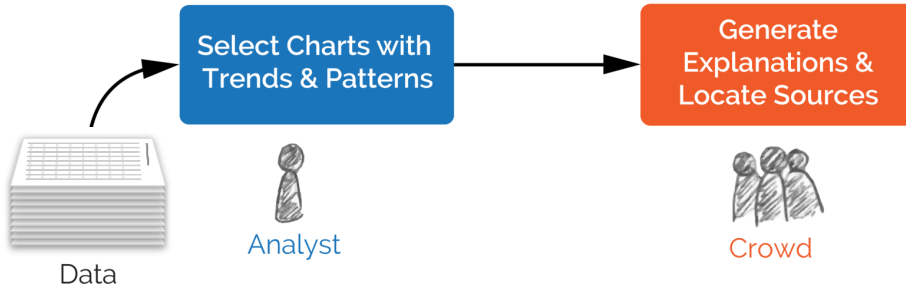 Select Charts with
Trends & Patterns
Generate
Explanations &
Locate Sources
Data
Analyst
Crowd